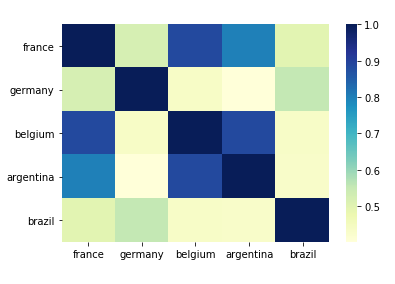 france
germany
belgium
argentina
brazil
france germany belgium argentina brazil
1.0
0.9
0.8
0.7
0.6
0.5